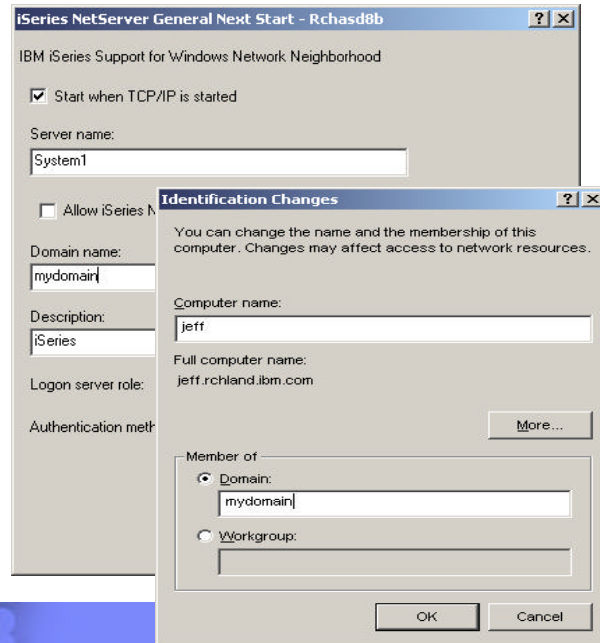 iSeries NetServer General Next Start - Rchasd8b
IBM iSeries Support for Windows Network Neighborhood
Start when TCP/IP is started
Server name:
System1
Allow iSeries N
Domain name:
mydomain
Description:
iSeries
Logon server role:
Authentication meth
Identification Changes
You can change the name and the membership of this
computer. Changes may affect access to network resources.
Computer name:
jeff
Full computer name:
jeff.rchland.ibm.com
More...
Member of
Domain:
mydomain
Workgroup:
OK
Cancel